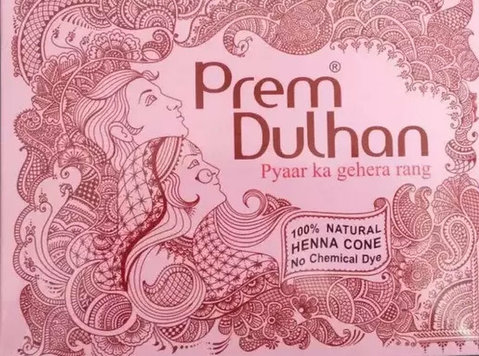 Prem®
Dulhan
Pyaar ka gehera rang
100% NATURAL
HENNA CONE
No Chemical Dye